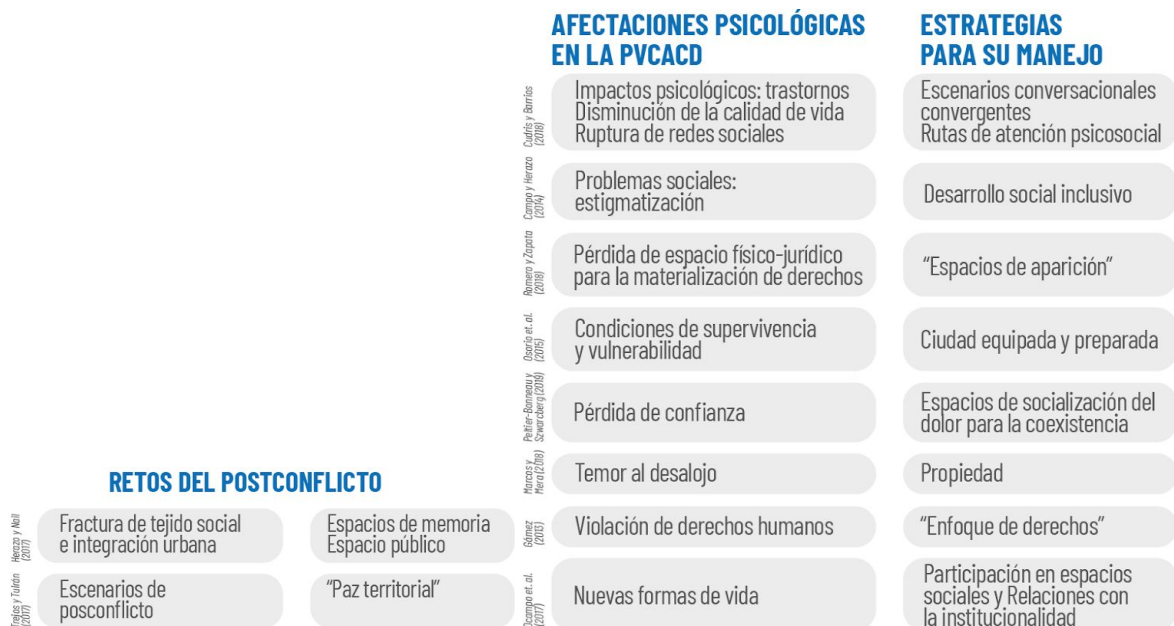 AFECTACIONES PSICOLÓGICAS
EN LA PVCACD
ESTRATEGIAS
PARA SU MANEJO
Cudris y Barrios
(2018)
Impactos psicológicos: trastornos
Disminución de la calidad de vida
Ruptura de redes sociales
Escenarios conversacionales
convergentes
Rutas de atención psicosocial
Campo y Herazo
(2014)
Problemas sociales:
estigmatización
Desarrollo social inclusivo
Romero y Zapata
(2018)
Pérdida de espacio físico-jurídico
para la materialización de derechos
“Espacios de aparición”
Osorio et. al.
(2015)
Condiciones de supervivencia
y vulnerabilidad
Ciudad equipada y preparada
Peltier-Bonneau y
Szwarcberg (2019)
Pérdida de confianza
Espacios de socialización del
dolor para la coexistencia
Marcos y
Mera (2018)
Temor al desalojo
Propiedad
Gómez
(2013)
Violación de derechos humanos
“Enfoque de derechos”
Ocampo et. al.
(2017)
Nuevas formas de vida
Participación en espacios
sociales y Relaciones con
la institucionalidad
RETOS DEL POSTCONFLICTO
Herazo y
(2017)
Fractura de tejido social
e integración urbana
Espacios de memoria
Espacio público
Trejos y
(2017)
Escenarios de
posconflicto
“Paz territorial”